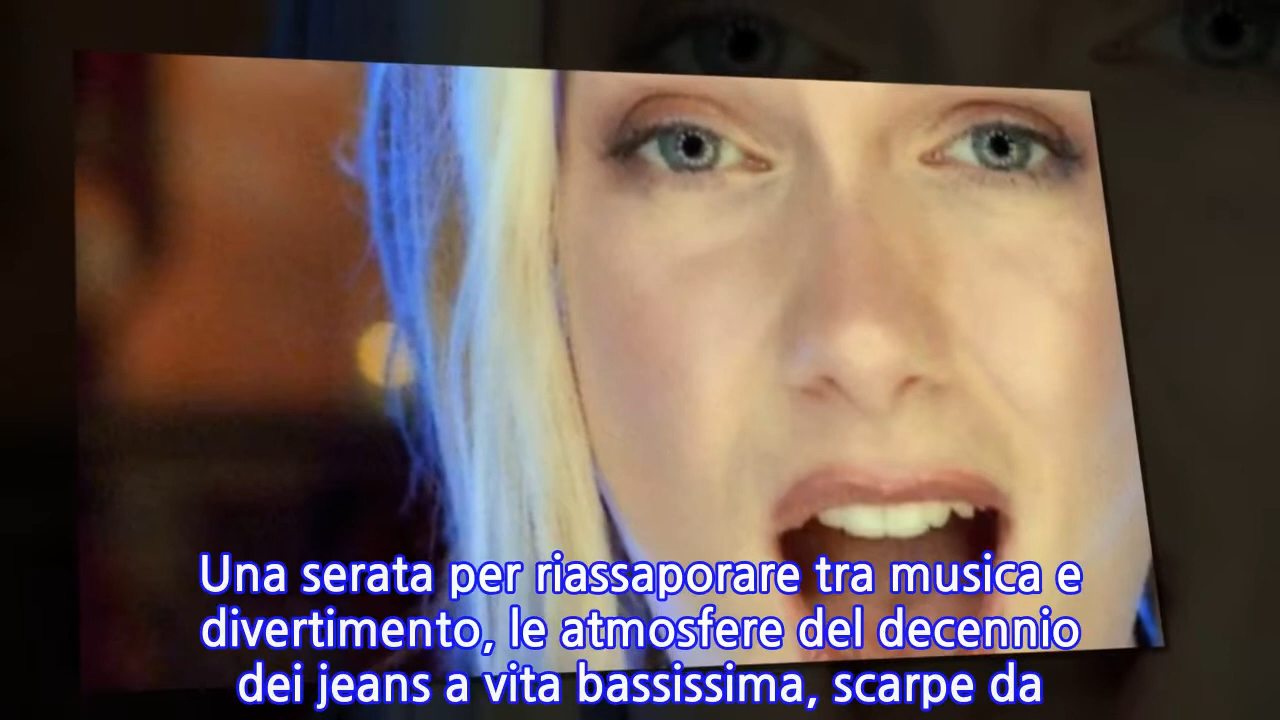 Una serata per riassaporare tra musica e
divertimento, le atmosfere del decennio
dei jeans a vita bassissima, scarpe da